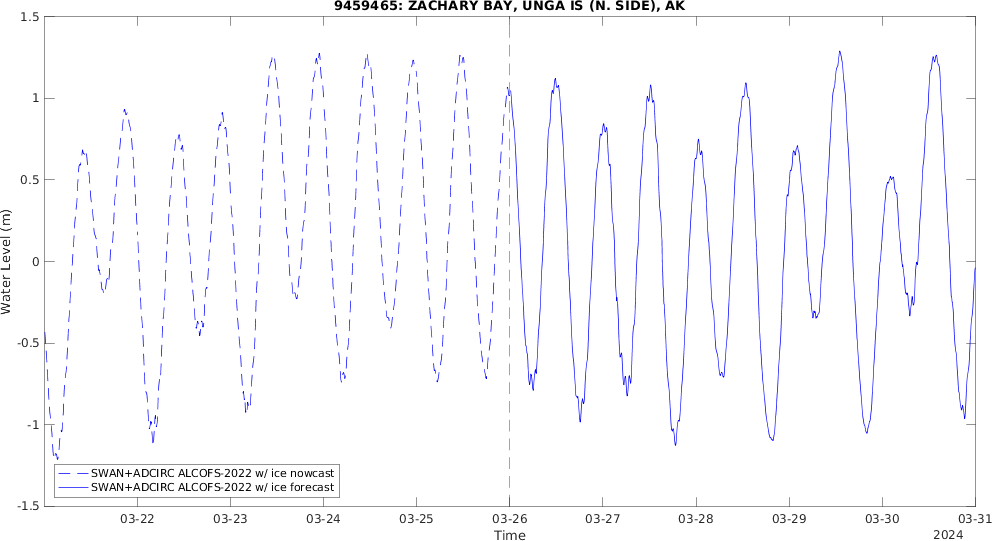 9459465: ZACHARY BAY, UNGA IS (N. SIDE), AK
1.5
1
0.5
0
-0.5
-1
-1.5
Water Level (m)
SWAN+ADCIRC ALCOFS-2022 w/ ice nowcast
SWAN+ADCIRC ALCOFS-2022 w/ ice forecast
03-22 03-23 03-24 03-25 03-26 03-27 03-28 03-29 03-30 03-31
Time
2024